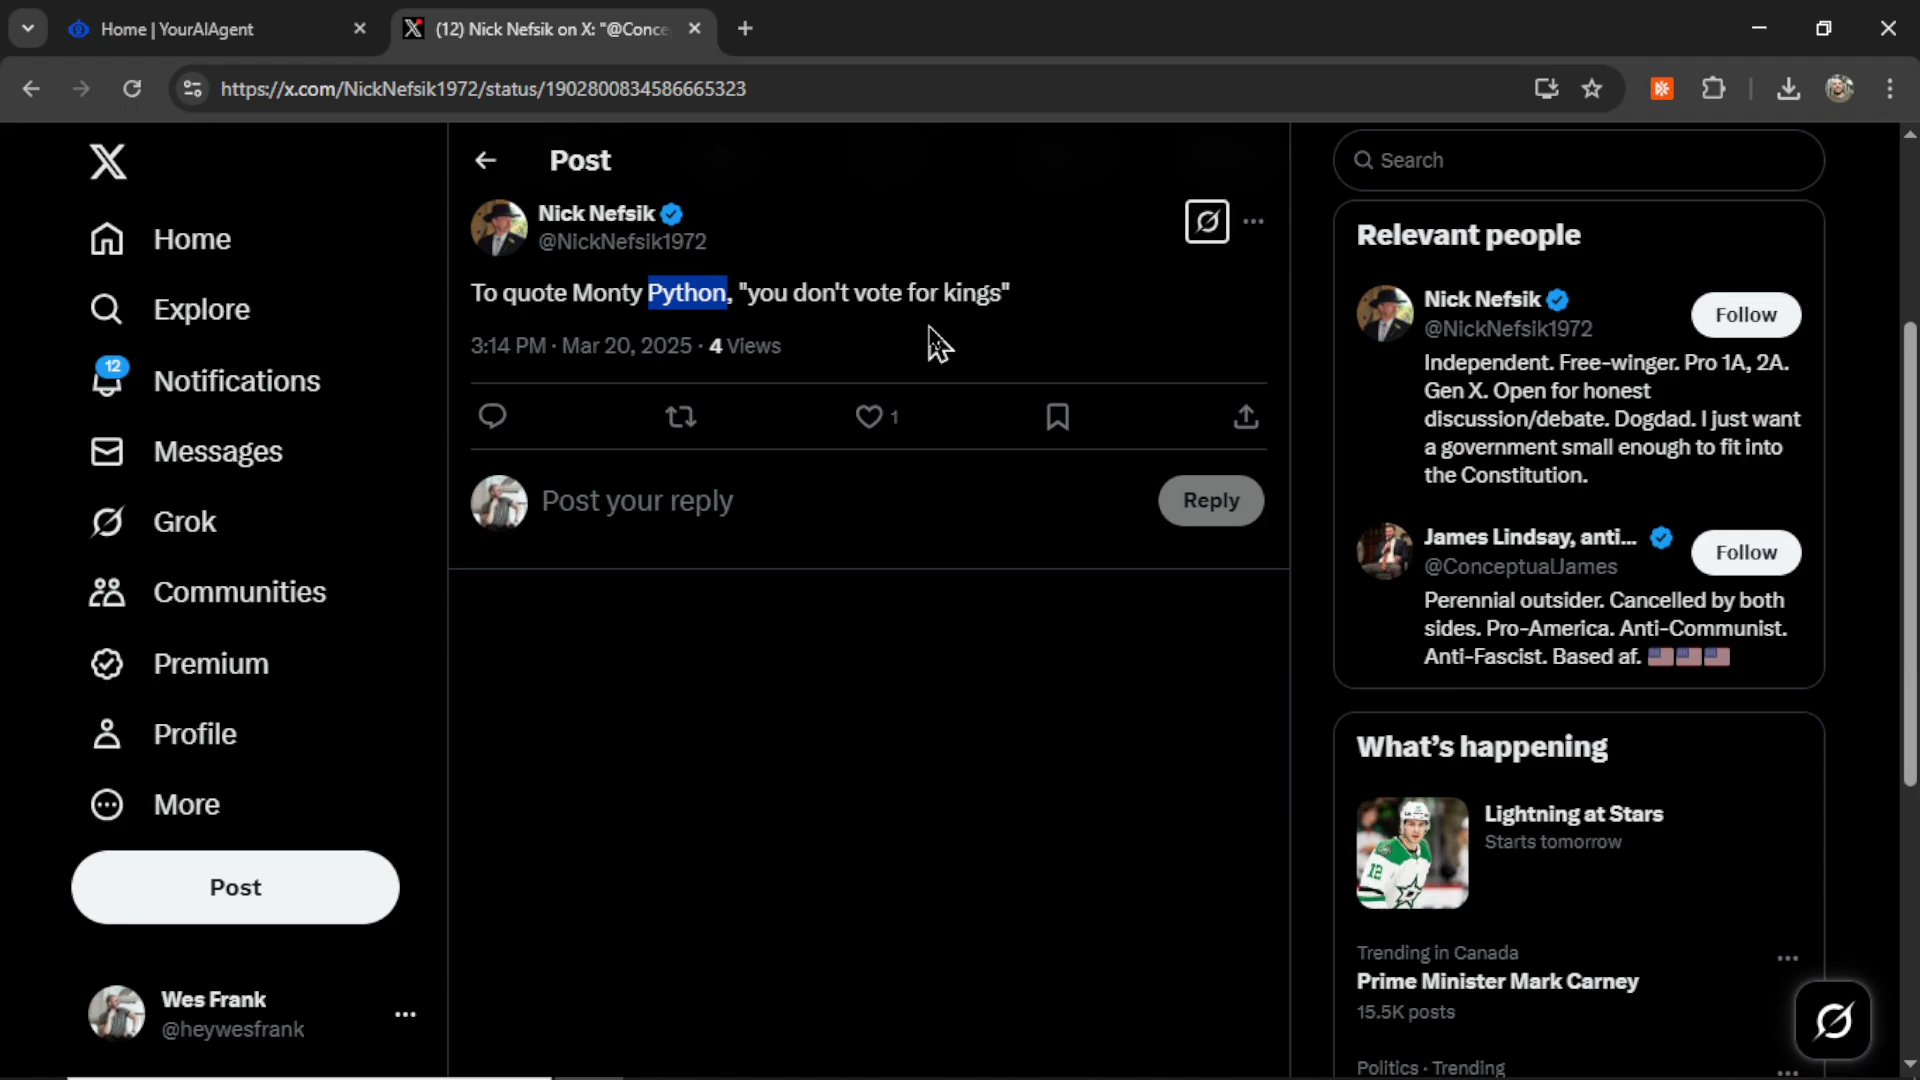 Home | YourAIAgent
(12) Nick Nefsik on X: "@Conce
https://x.com/NickNefsik1972/status/1902800834586665323
Home
Explore
12
Notifications
Messages
Grok
Communities
Premium
Profile
More
Post
Wes Frank
@heywesfrank
Post
Nick Nefsik
@NickNefsik1972
To quote Monty Python, "you don't vote for kings"
3:14 PM · Mar 20, 2025 · 4 Views
1
Post your reply
Reply
Search
Relevant people
Nick Nefsik
@NickNefsik1972
Follow
Independent. Free-winger. Pro 1A, 2A.
Gen X. Open for honest
discussion/debate. Dogdad. I just want
a government small enough to fit into
the Constitution.
James Lindsay, anti...
@ConceptualJames
Follow
Perennial outsider. Cancelled by both
sides. Pro-America. Anti-Communist.
Anti-Fascist. Based af. 🇺🇸🇺🇸🇺🇸
What's happening
12
Lightning at Stars
Starts tomorrow
Trending in Canada
Prime Minister Mark Carney
15.5K posts
Politics · Trending